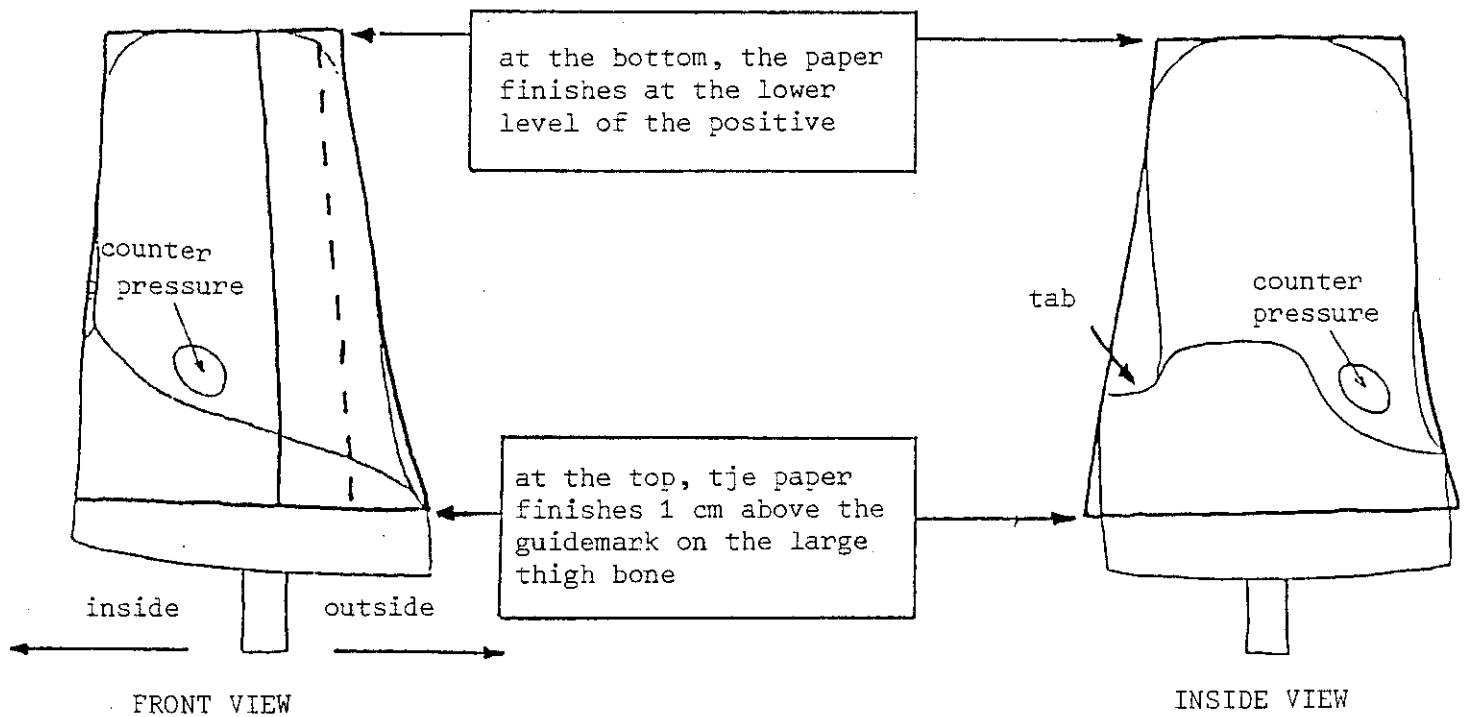 at the bottom, the paper
finishes at the lower
level of the positive
counter
p pressure
tab
counter
pressure
at the top, tje paper
finishes 1 cm above the
guidemark on the large
thigh bone
inside
outside
FRONT VIEW
INSIDE VIEW